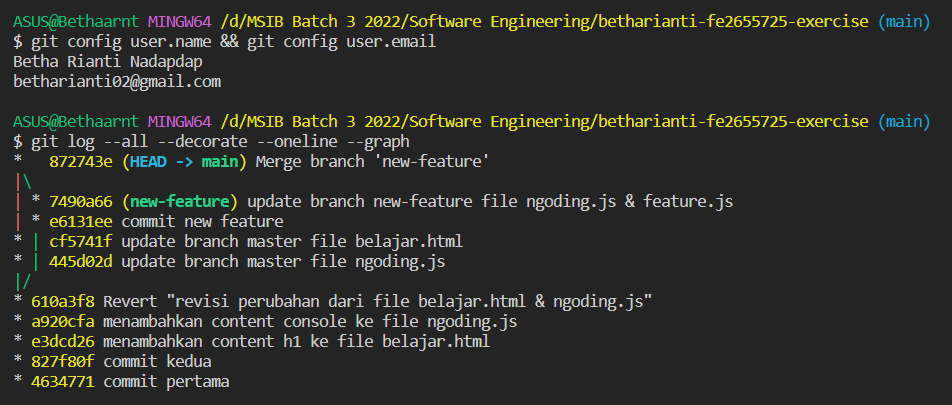 ASUS@Bethaarnt MINGW64 /d/MSIB Batch 3 2022/Software Engineering/betharianti-fe2655725-exercise (main)
$ git config user.name && git config user.email
Betha Rianti Nadapdap
betharianti02@gmail.com

ASUS@Bethaarnt MINGW64 /d/MSIB Batch 3 2022/Software Engineering/betharianti-fe2655725-exercise (main)
$ git log --all --decorate --oneline --graph
*   872743e (HEAD -> main) Merge branch 'new-feature'
|\
| * 7490a66 (new-feature) update branch new-feature file ngoding.js & feature.js
| * e6131ee commit new feature
* | cf5741f update branch master file belajar.html
* | 445d02d update branch master file ngoding.js
|/
* 610a3f8 Revert "revisi perubahan dari file belajar.html & ngoding.js"
* a920cfa menambahkan content console ke file ngoding.js
* e3dcd26 menambahkan content h1 ke file belajar.html
* 827f80f commit kedua
* 4634771 commit pertama